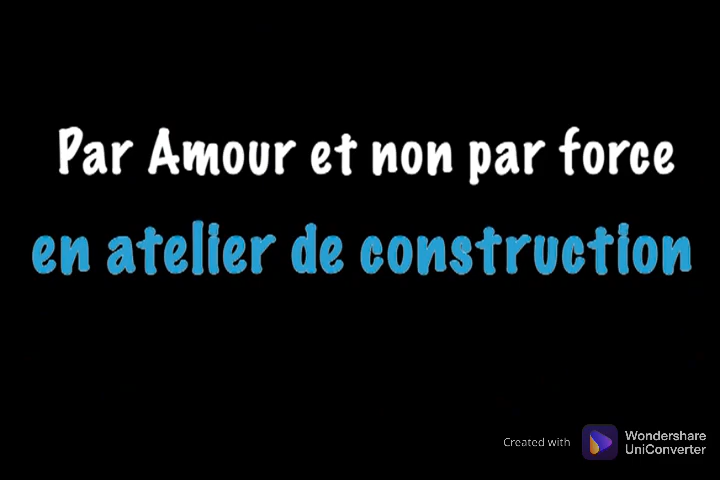 Par Amour et non par force
en atelier de construction
Created with
Wondershare
UniConverter